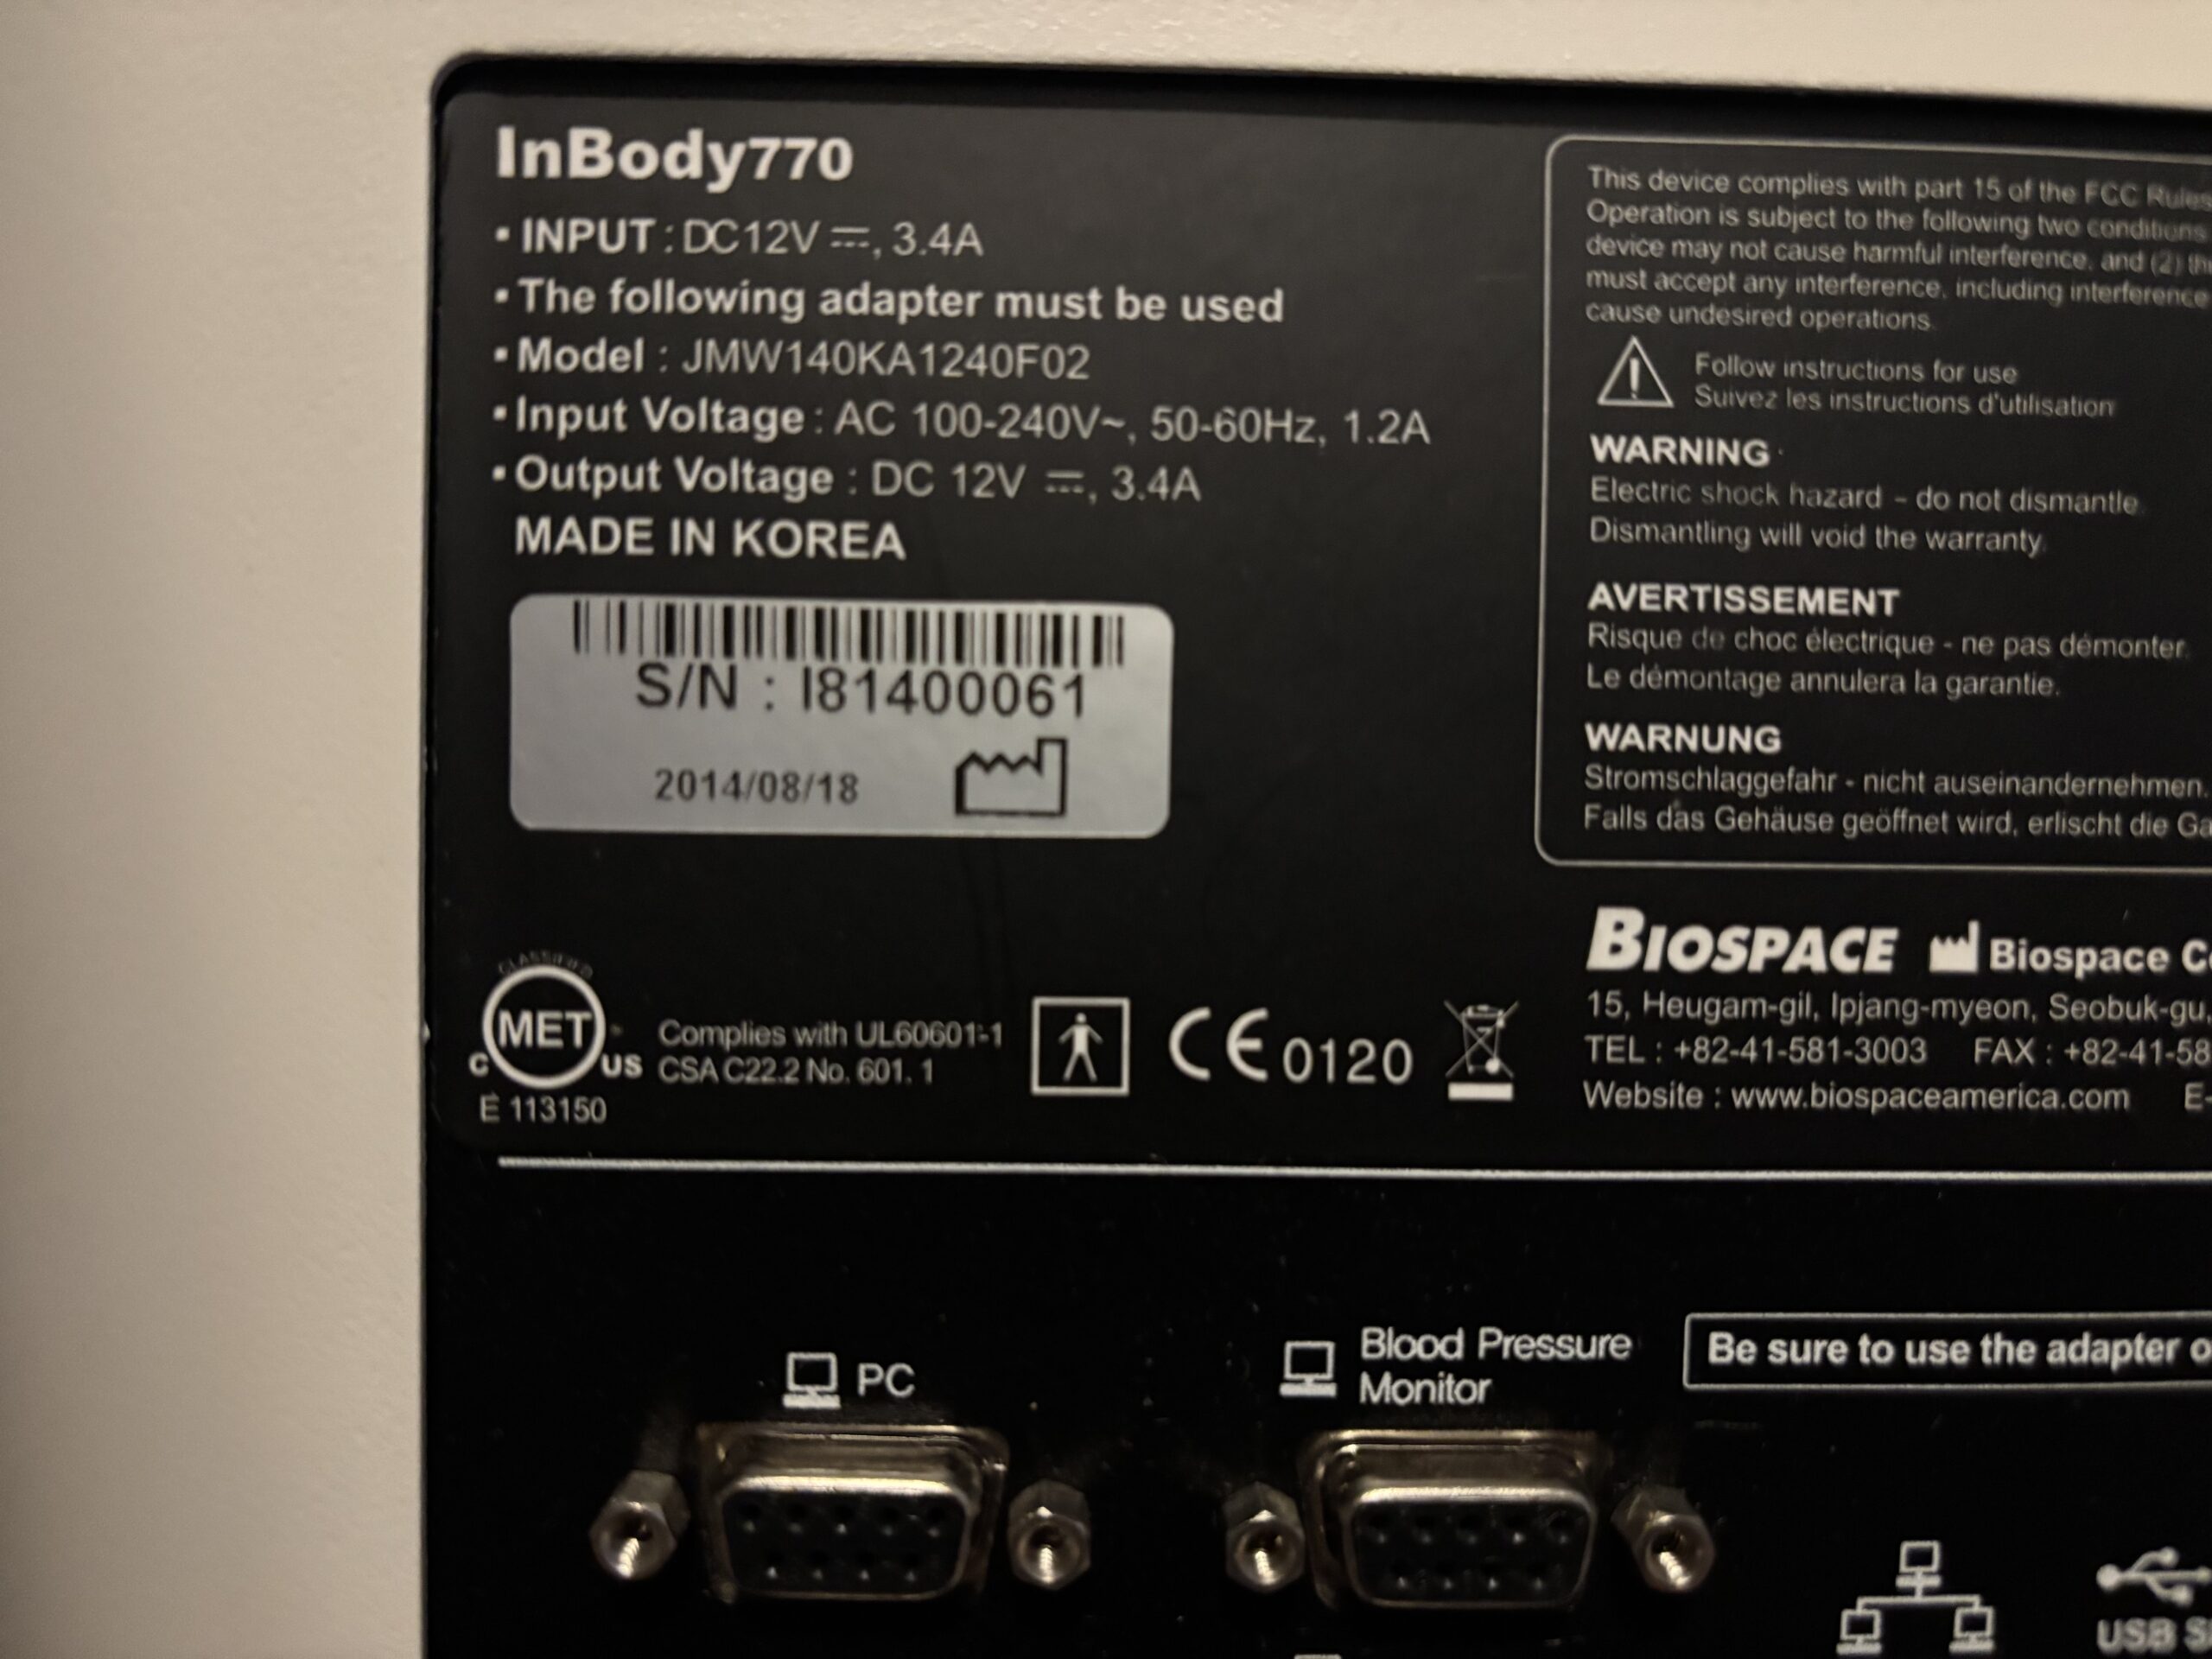 InBody770
▪ INPUT : DC12V ⎓, 3.4A
▪ The following adapter must be used
▪ Model : JMW140KA1240F02
▪ Input Voltage : AC 100-240V~, 50-60Hz, 1.2A
▪ Output Voltage : DC 12V ⎓, 3.4A
MADE IN KOREA
S/N : I81400061
2014/08/18
CLASSIFIED
MET
C US
E 113150
Complies with UL60601-1
CSA C22.2 No. 601. 1
CE 0120
This device complies with part 15 of the FCC Rules
Operation is subject to the following two conditions
device may not cause harmful interference, and (2)
must accept any interference, including interference
cause undesired operations.
Follow instructions for use
Suivez les instructions d'utilisation
WARNING
Electric shock hazard - do not dismantle
Dismantling will void the warranty.
AVERTISSEMENT
Risque de choc électrique - ne pas démonter.
Le démontage annulera la garantie.
WARNUNG
Stromschlaggefahr - nicht auseinandernehmen.
Falls das Gehäuse geöffnet wird, erlischt die
BIOSPACE Biospace
15, Heugam-gil, Ipjang-myeon, Seobuk-gu,
TEL : +82-41-581-3003 FAX : +82-41-58
Website : www.biospaceamerica.com E-
PC
Blood Pressure
Monitor
Be sure to use the adapter
USB